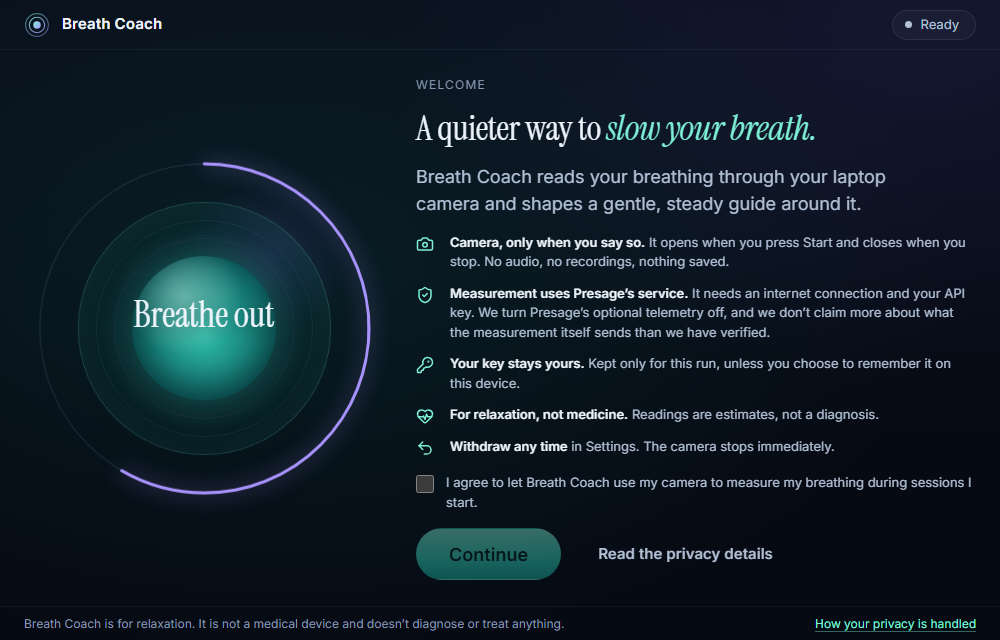 Breath Coach
Ready
WELCOME
A quieter way to slow your breath.
Breath Coach reads your breathing through your laptop
camera and shapes a gentle, steady guide around it.
Breathe out
Camera, only when you say so. It opens when you press Start and closes when you
stop. No audio, no recordings, nothing saved.
Measurement uses Presage’s service. It needs an internet connection and your API
key. We turn Presage’s optional telemetry off, and we don’t claim more about what
the measurement itself sends than we have verified.
Your key stays yours. Kept only for this run, unless you choose to remember it on
this device.
For relaxation, not medicine. Readings are estimates, not a diagnosis.
Withdraw any time in Settings. The camera stops immediately.
I agree to let Breath Coach use my camera to measure my breathing during sessions I
start.
Continue
Read the privacy details
Breath Coach is for relaxation. It is not a medical device and doesn’t diagnose or treat anything.
How your privacy is handled